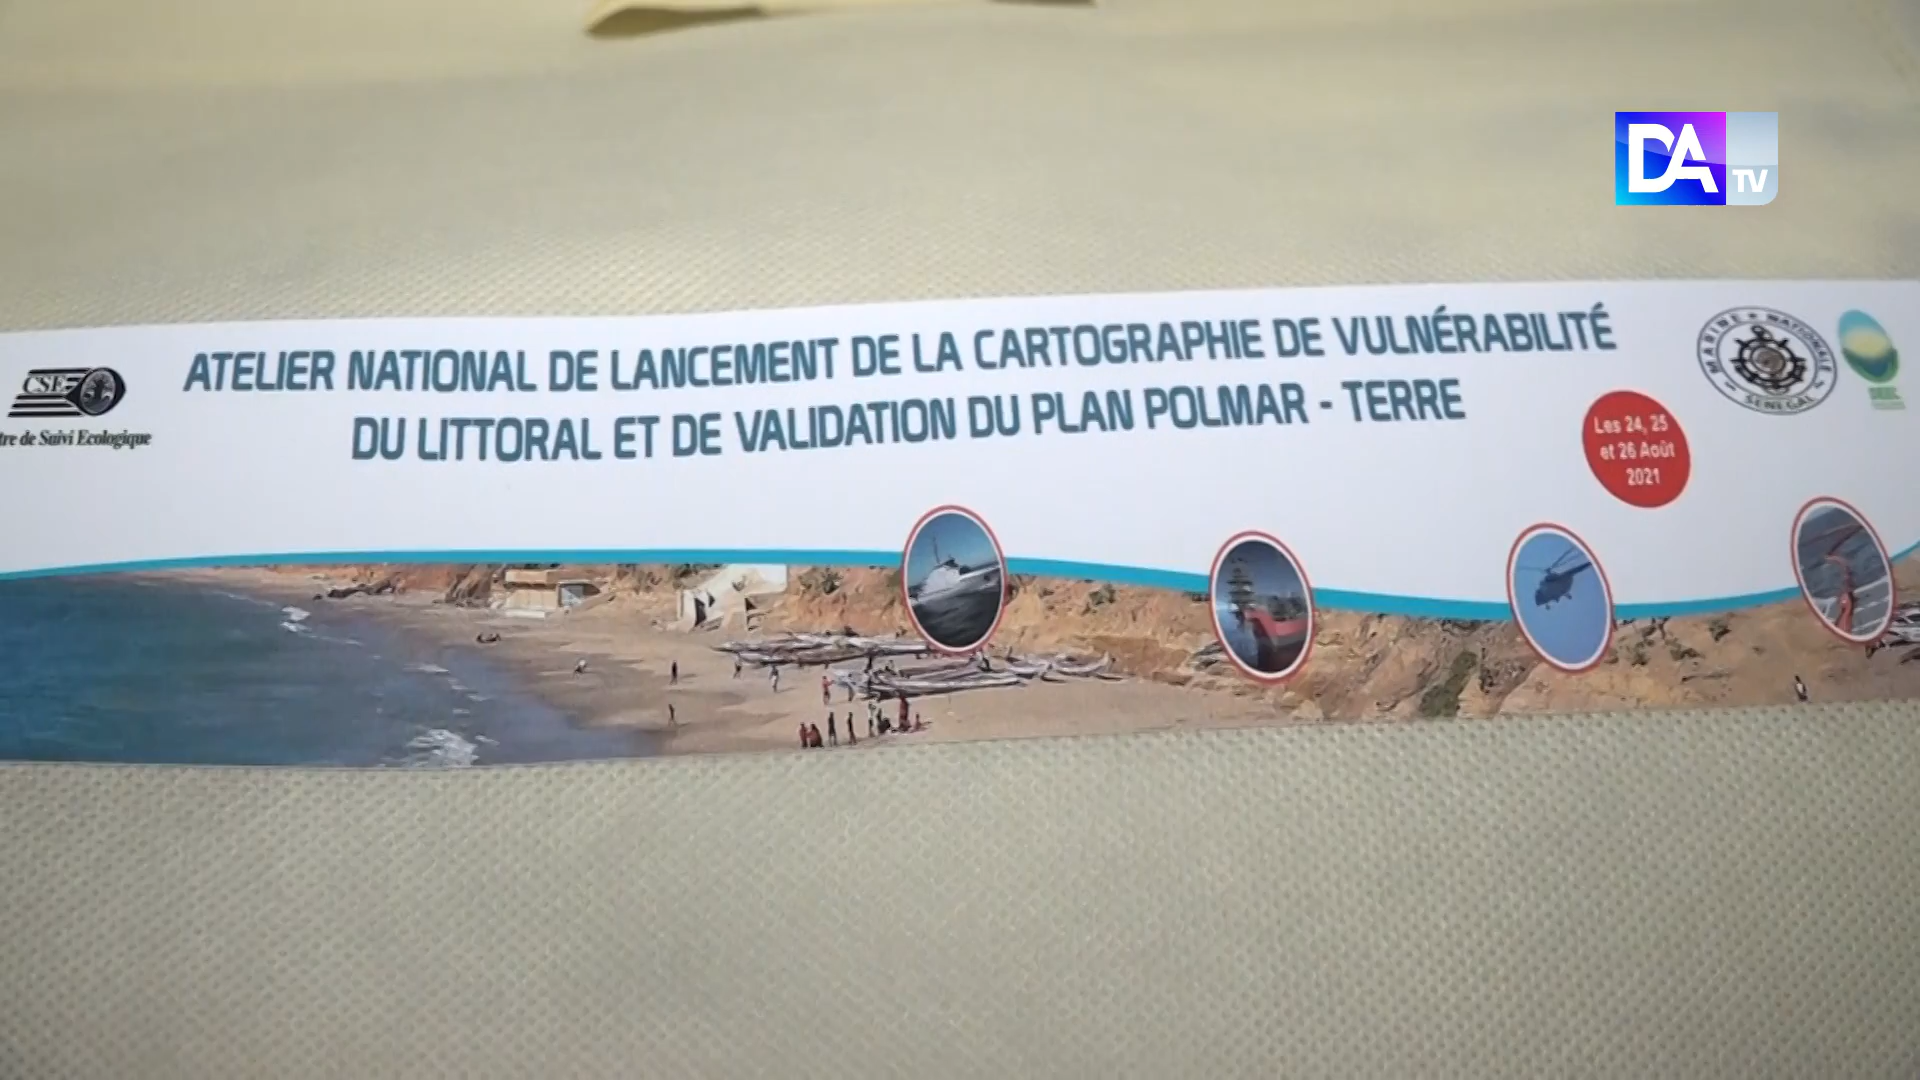 DA TV
ATELIER NATIONAL DE LANCEMENT DE LA CARTOGRAPHIE DE VULNÉRABILITÉ
DU LITTORAL ET DE VALIDATION DU PLAN POLMAR - TERRE
CSE
tre de Suivi Ecologique
Les 24, 25
et 26 Août
2021
MARINE NATIONALE
SENEGAL